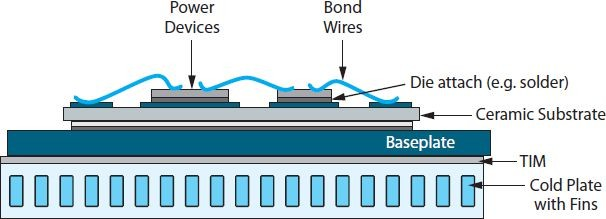 Power
Devices
Bond
Wires
Die attach (e.g. solder)
Ceramic Substrate
Baseplate
TIM
Cold Plate
with Fins